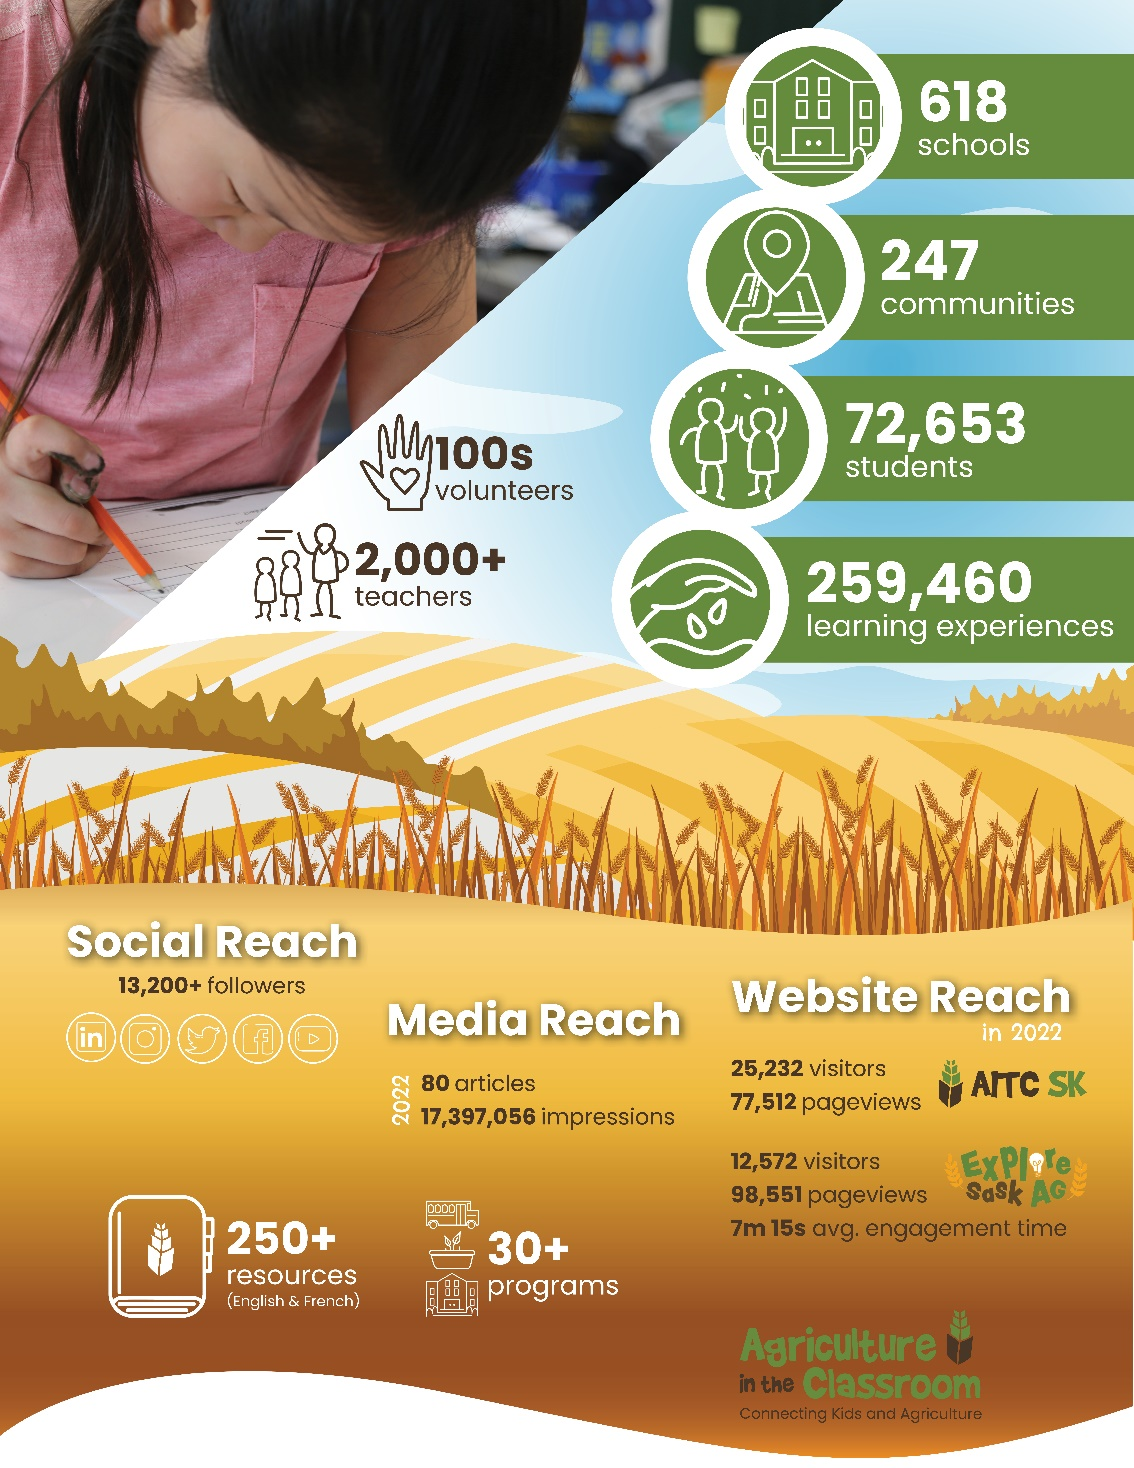 618
schools
247
communities
72,653
students
259,460
learning experiences
100s
volunteers
2,000+
teachers
Social Reach
13,200+ followers
in
Media Reach
2022
80 articles
17,397,056 impressions
Website Reach
in 2022
25,232 visitors
77,512 pageviews
AITC SK
12,572 visitors
98,551 pageviews
7m 15s avg. engagement time
Explore
Sask AG
250+
resources
(English & French)
30+
programs
Agriculture
in the Classroom
Connecting Kids and Agriculture